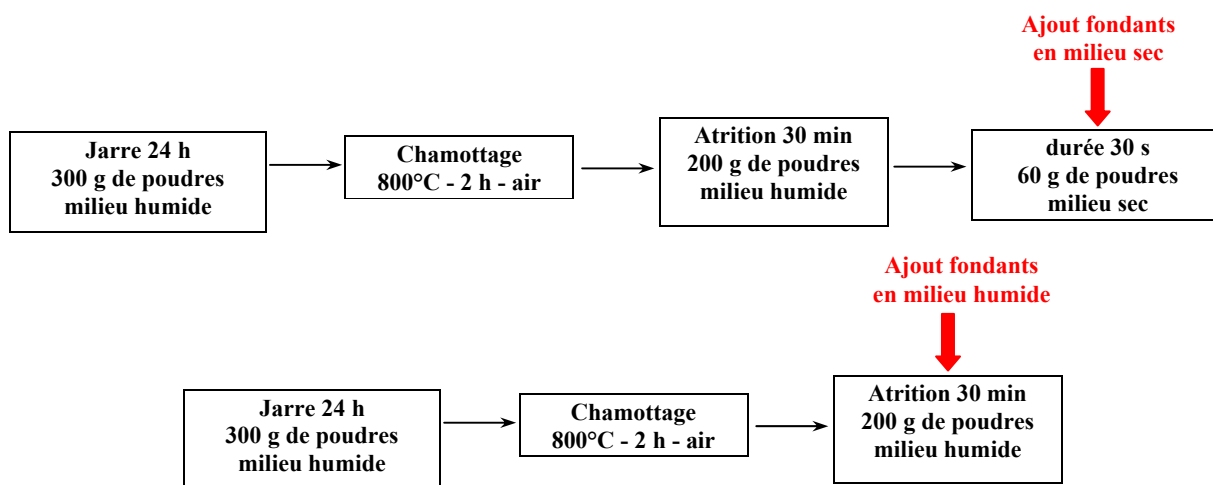 Ajout fondants
en milieu sec
Jarre 24 h
300 g de poudres
milieu humide
Chamottage
800°C - 2 h - air
Atrition 30 min
200 g de poudres
milieu humide
durée 30 s
60 g de poudres
milieu sec
Ajout fondants
en milieu humide
Jarre 24 h
300 g de poudres
milieu humide
Chamottage
800°C - 2 h - air
Atrition 30 min
200 g de poudres
milieu humide